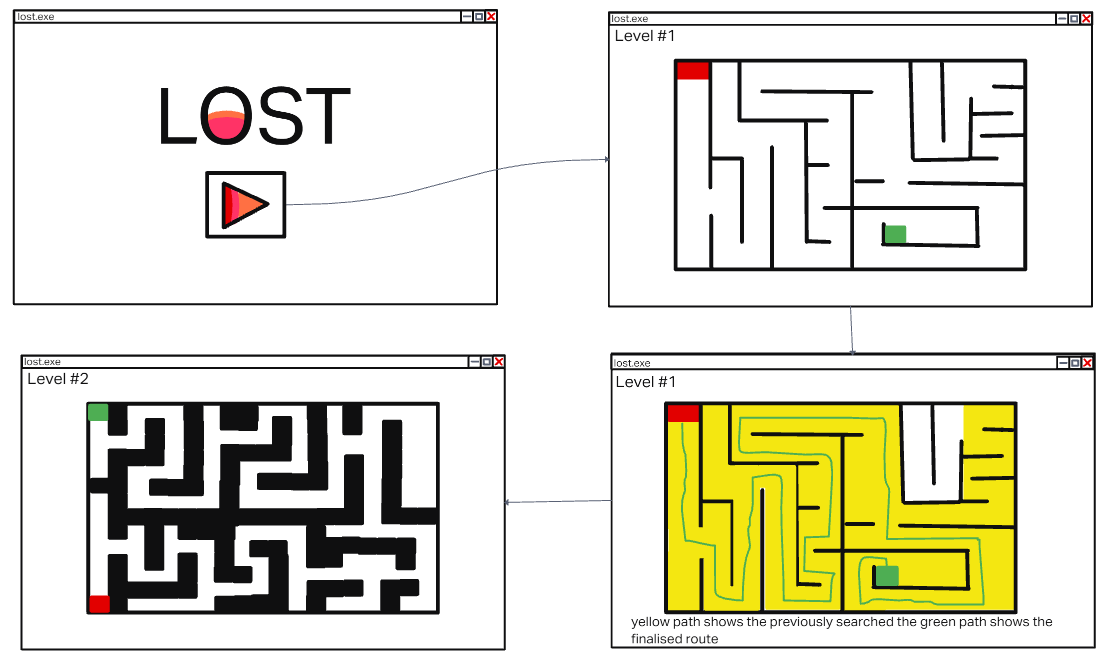 lost.exe
LOST
lost.exe
Level #1
lost.exe
Level #2
lost.exe
Level #1
yellow path shows the previously searched the green path shows the
finalised route